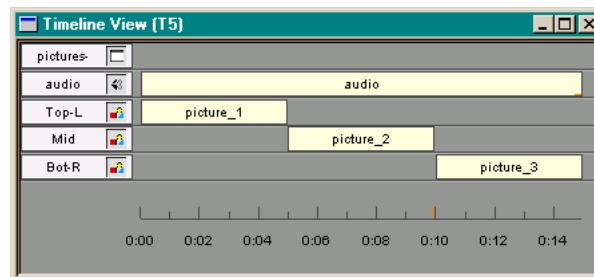 Timeline View (T5)
pictures-
audio audio
Top-L picture_1
Mid picture_2
Bot-R picture_3
0:00 0:02 0:04 0:06 0:08 0:10 0:12 0:14